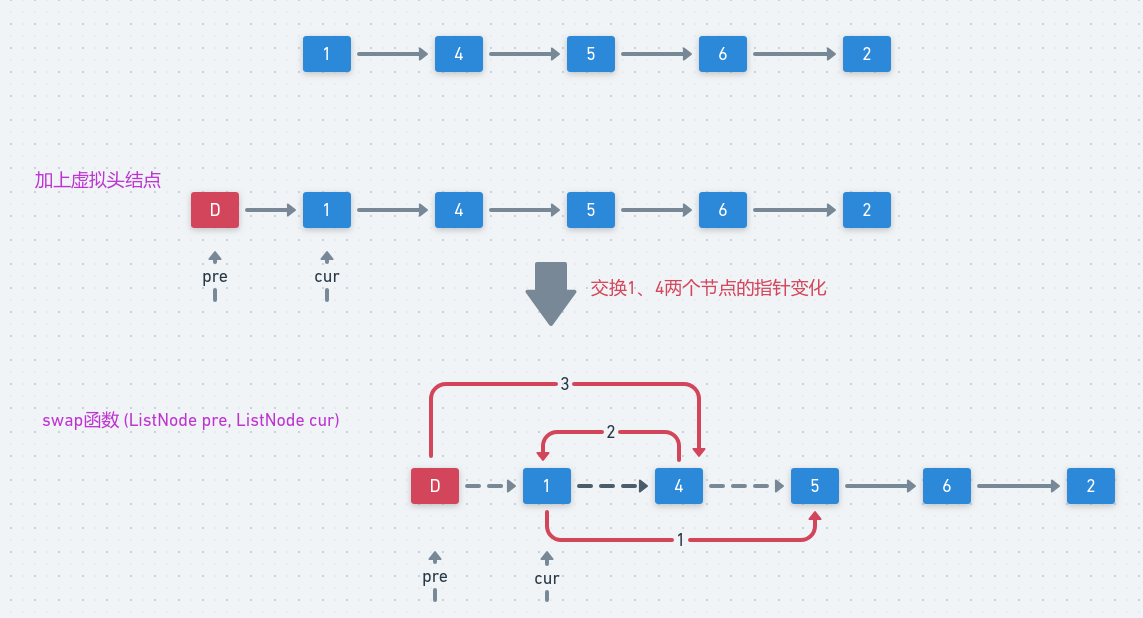 1 4 5 6 2
加上虚拟头结点
D 1 4 5 6 2
pre cur
交换1、4两个节点的指针变化
3
swap函数 (ListNode pre, ListNode cur)
2
D 1 4 5 6 2
1
pre cur